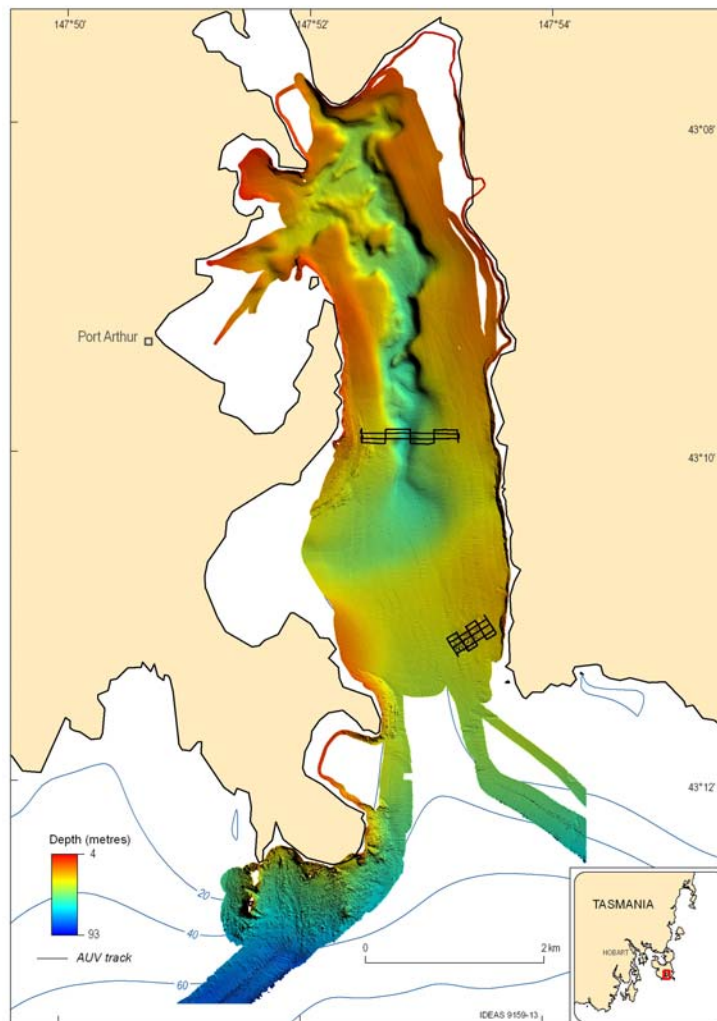 147°50'
147°52'
147°54'
43°08'
Port Arthur
43°10'
43°12'
Depth (metres)
4
93
AUV track
20
40
60
0
2 km
TASMANIA
HOBART
B
IDEAS 9159-13